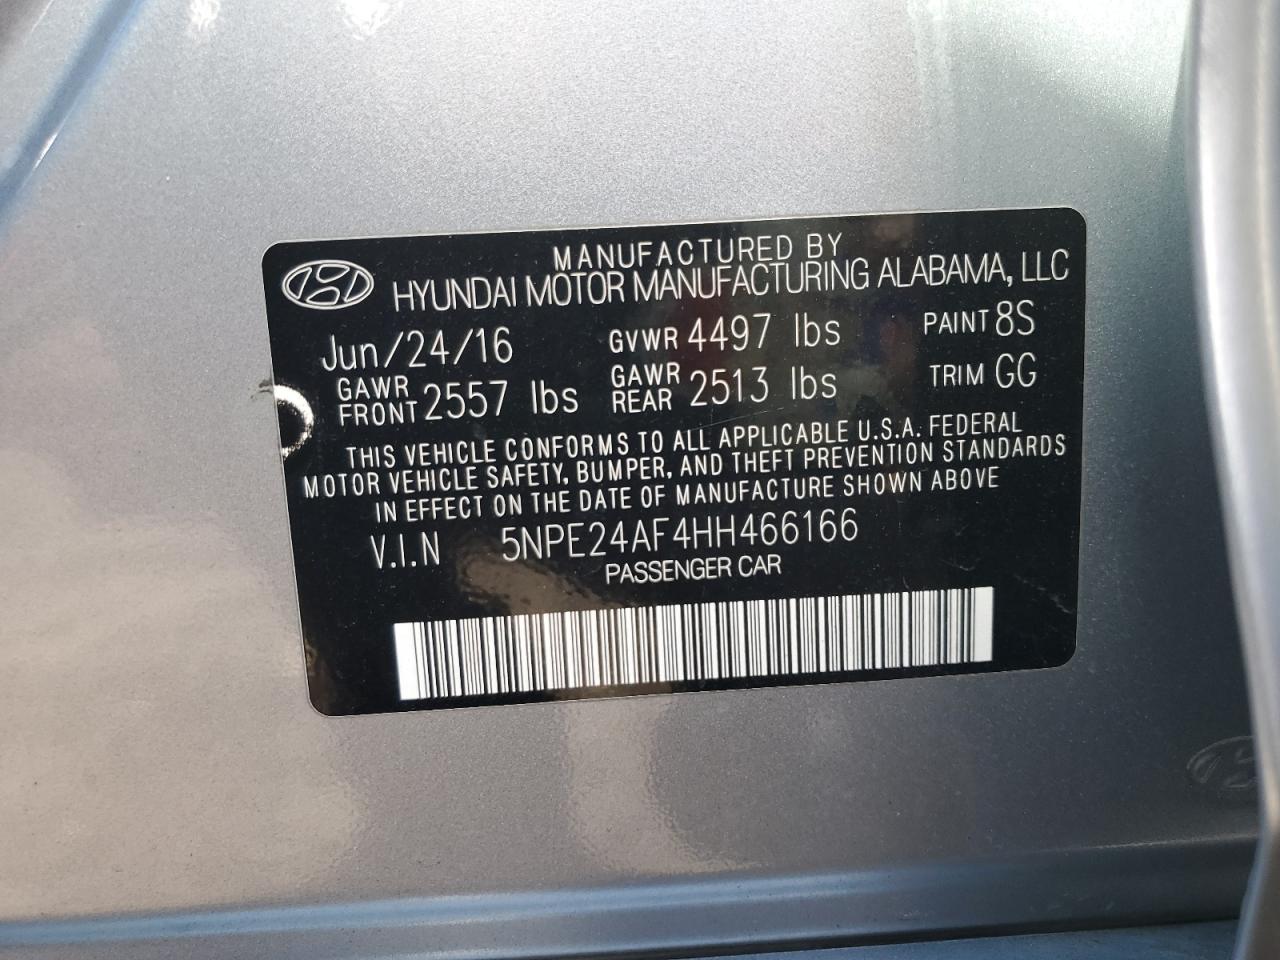 MANUFACTURED BY
HYUNDAI MOTOR MANUFACTURING ALABAMA, LLC
Jun/24/16 GVWR 4497 lbs PAINT 8S
GAWR FRONT 2557 lbs GAWR REAR 2513 lbs TRIM GG
THIS VEHICLE CONFORMS TO ALL APPLICABLE U.S.A. FEDERAL
MOTOR VEHICLE SAFETY, BUMPER, AND THEFT PREVENTION STANDARDS
IN EFFECT ON THE DATE OF MANUFACTURE SHOWN ABOVE
V.I.N 5NPE24AF4HH466166
PASSENGER CAR